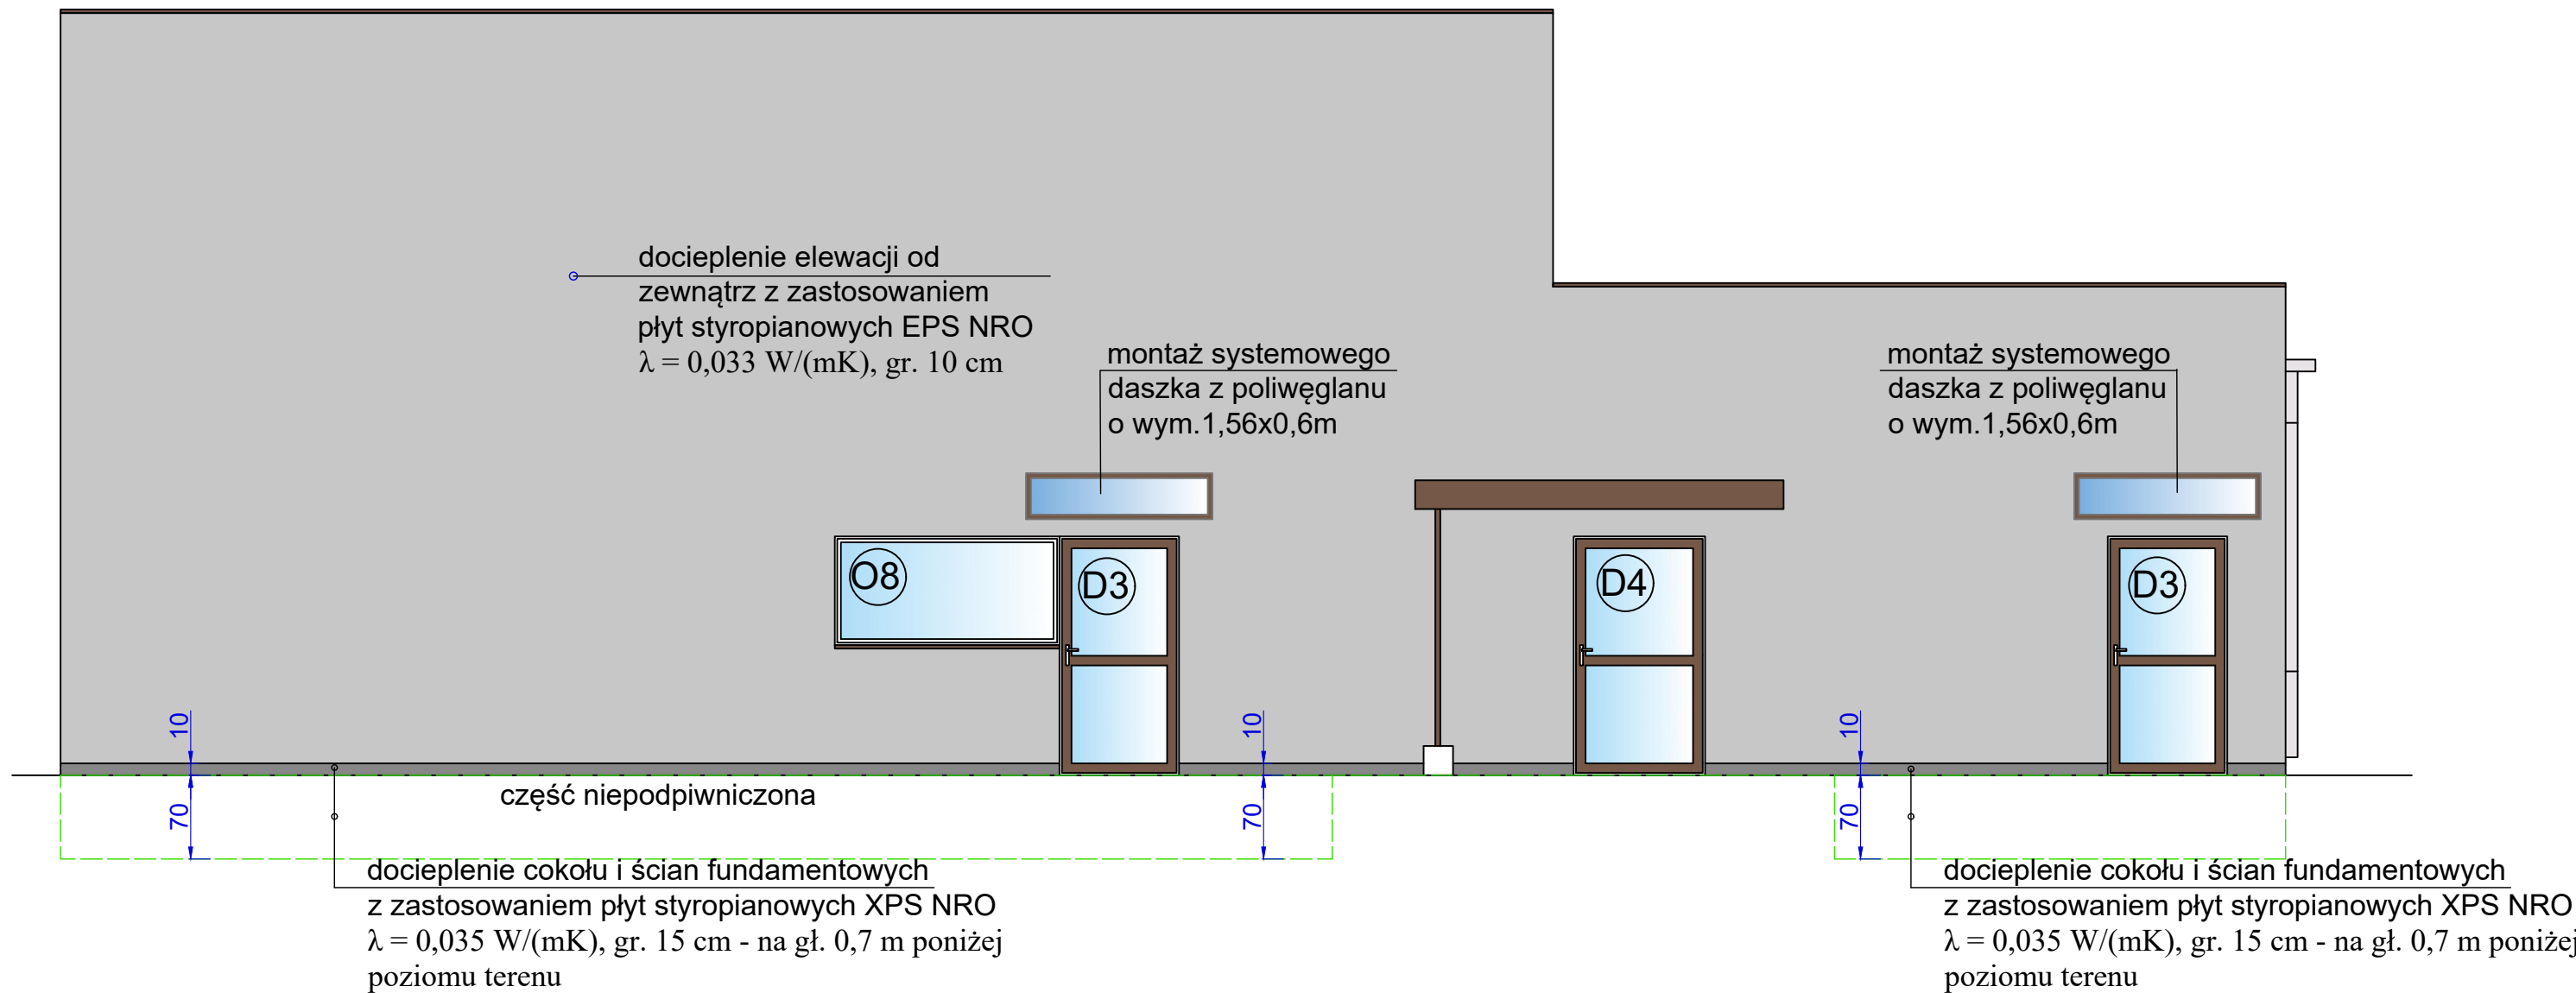 docieplenie elewacji od
zewnątrz z zastosowaniem
płyt styropianowych EPS NRO
λ = 0,033 W/(mK), gr. 10 cm
montaż systemowego
daszka z poliwęglanu
o wym.1,56x0,6m
montaż systemowego
daszka z poliwęglanu
o wym.1,56x0,6m
O8
D3
D4
D3
10
10
10
70
70
70
część niepodpiwniczona
docieplenie cokołu i ścian fundamentowych
z zastosowaniem płyt styropianowych XPS NRO
λ = 0,035 W/(mK), gr. 15 cm - na gł. 0,7 m poniżej
poziomu terenu
docieplenie cokołu i ścian fundamentowych
z zastosowaniem płyt styropianowych XPS NRO
λ = 0,035 W/(mK), gr. 15 cm - na gł. 0,7 m poniżej
poziomu terenu